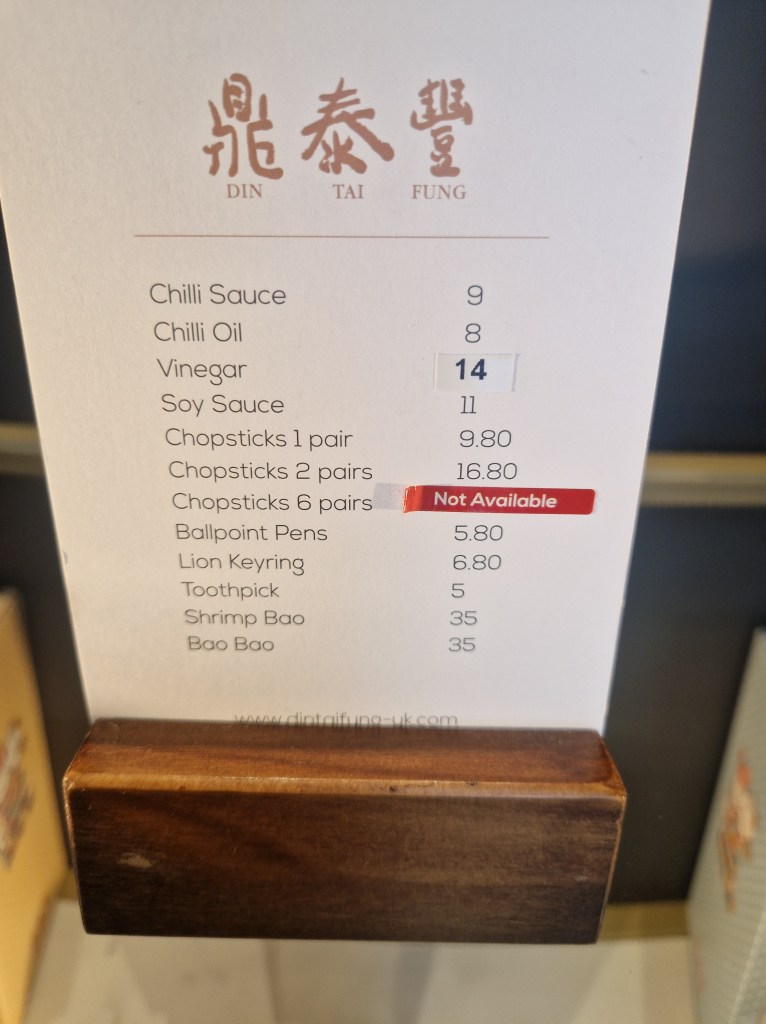 鼎泰豐
DIN TAI FUNG
Chilli Sauce 9
Chilli Oil 8
Vinegar 14
Soy Sauce 11
Chopsticks 1 pair 9.80
Chopsticks 2 pairs 16.80
Chopsticks 6 pairs Not Available
Ballpoint Pens 5.80
Lion Keyring 6.80
Toothpick 5
Shrimp Bao 35
Bao Bao 35
www.dintaifung-uk.com